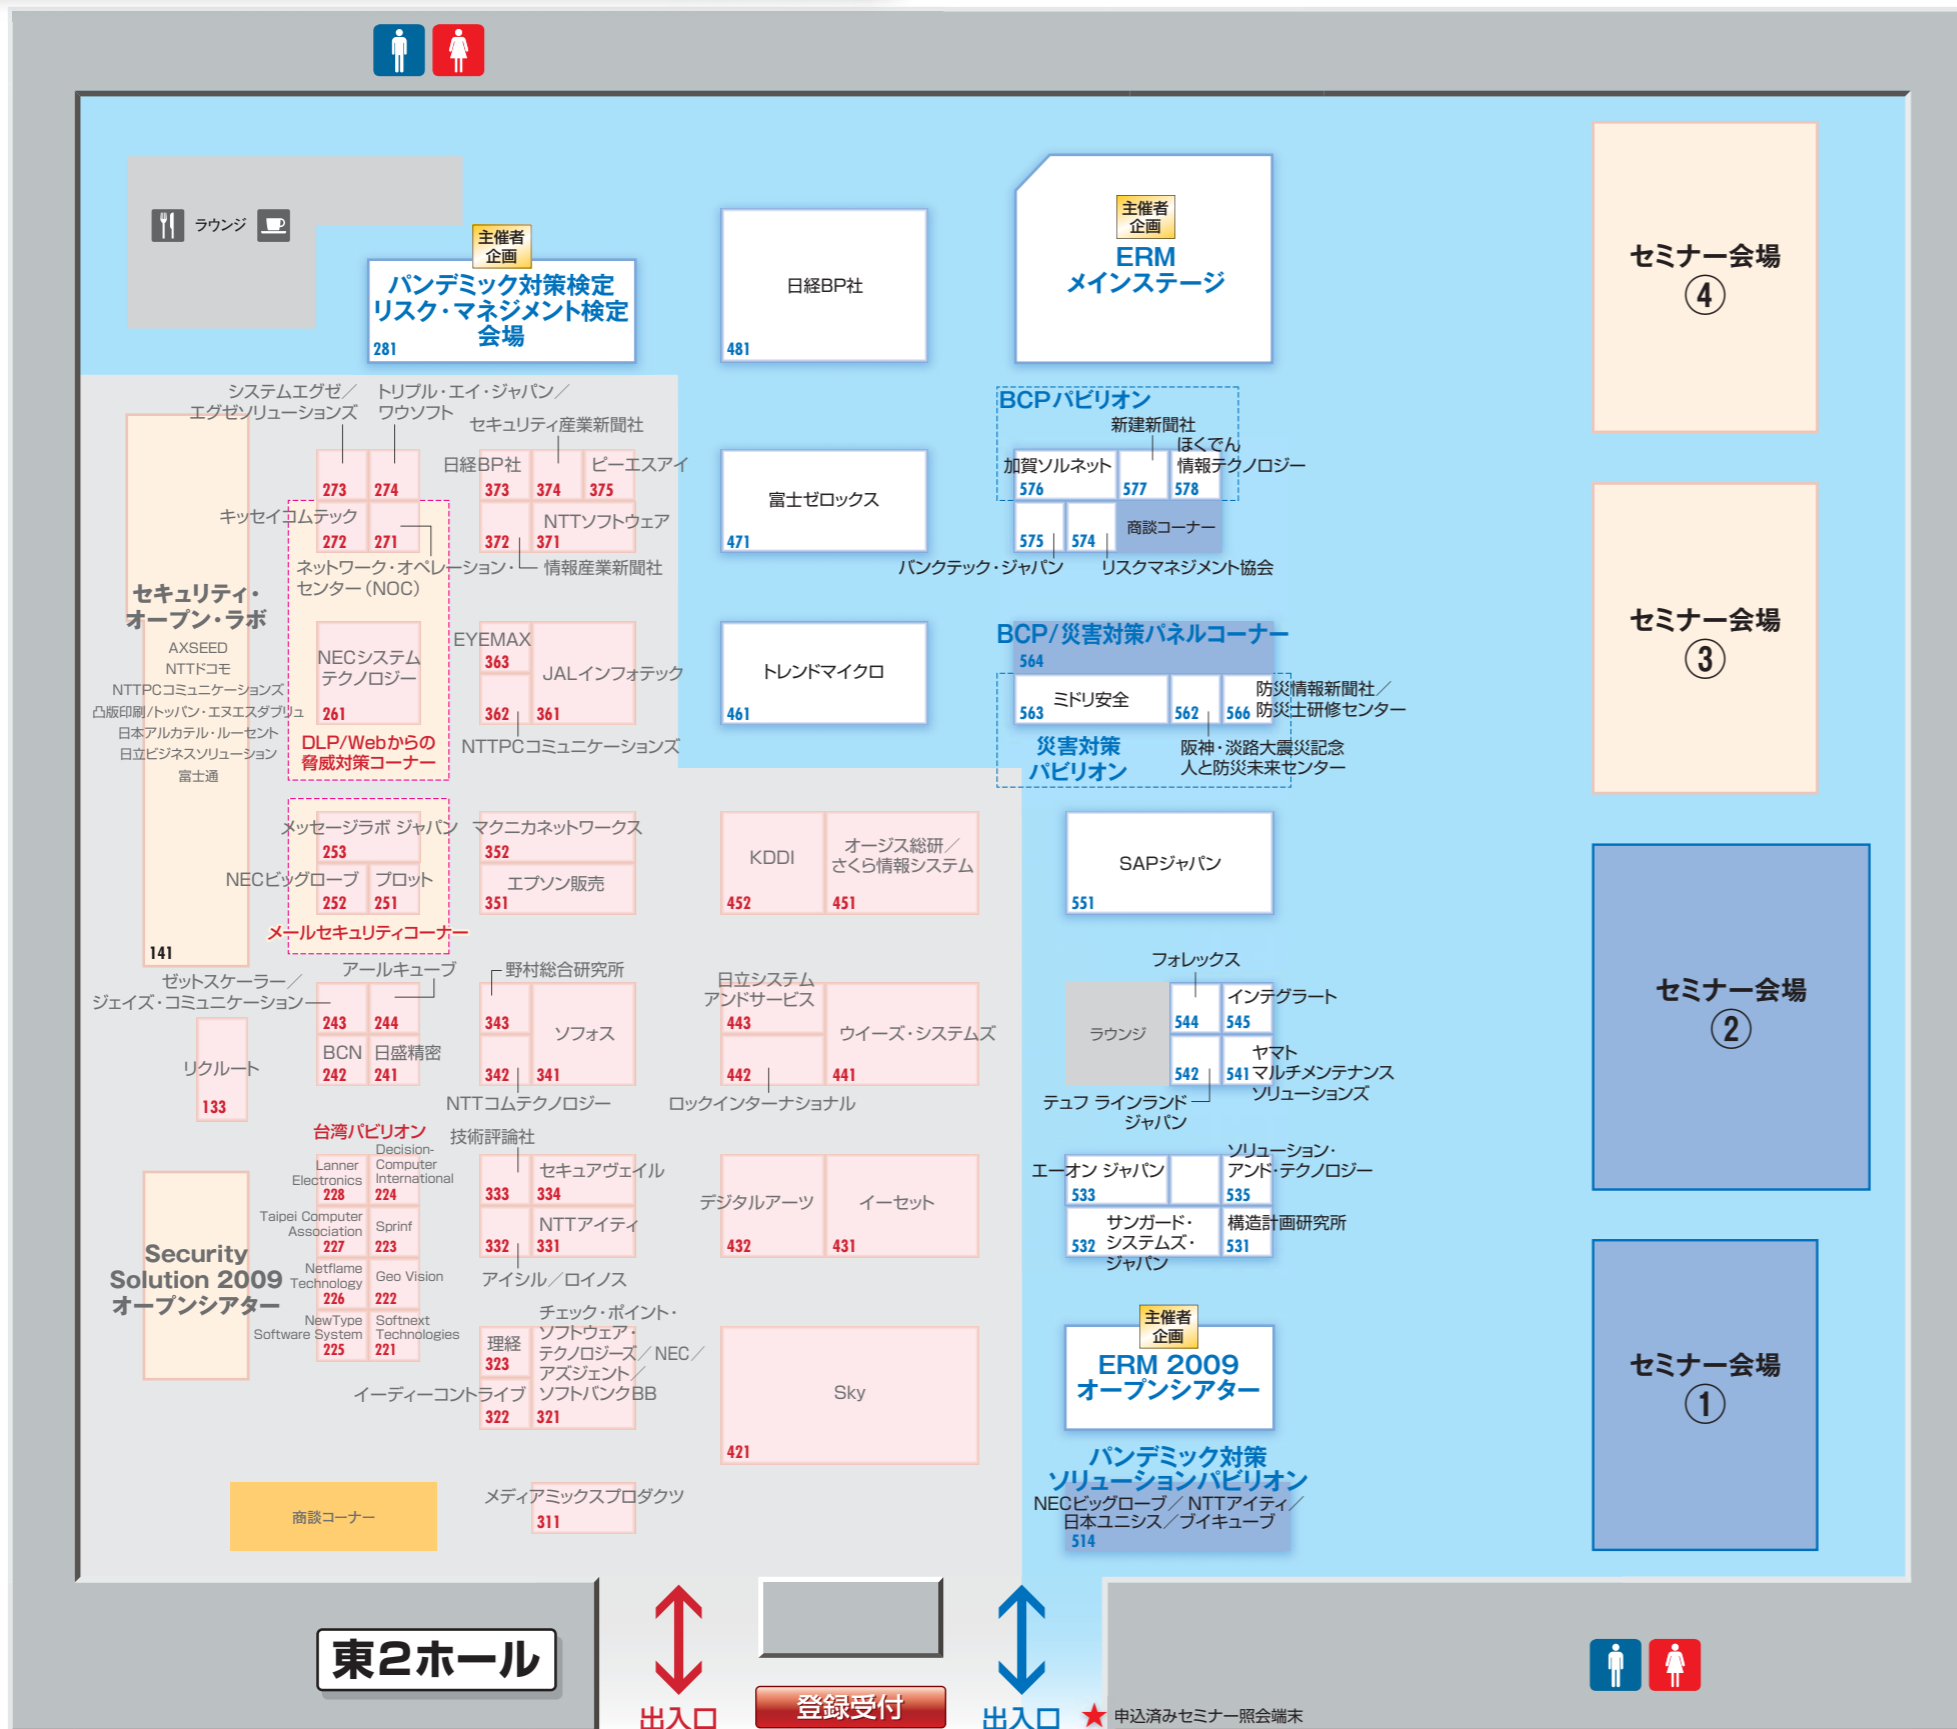 ラウンジ
主催者
企画
パンデミック対策検定
リスク・マネジメント検定
会場
281
日経BP社
481
主催者
企画
ERM
メインステージ
セミナー会場
④
システムエグゼ／
エグゼソリューションズ
273
トリプル・エイ・ジャパン／
ワウソフト
274
セキュリティ産業新聞社
374
日経BP社
373
ピーエスアイ
375
キッセイコムテック
272
271
ネットワーク・オペレーション・
センター（NOC）
372
情報産業新聞社
NTTソフトウェア
371
富士ゼロックス
471
BCPパビリオン
新建新聞社
577
加賀ソルネット
576
ほくでん
情報テクノロジー
578
575
バンクテック・ジャパン
574
リスクマネジメント協会
商談コーナー
セミナー会場
③
セキュリティ・
オープン・ラボ
AXSEED
NTTドコモ
NTTPCコミュニケーションズ
凸版印刷/トッパン・エヌエスダブリュ
日本アルカテル・ルーセント
日立ビジネスソリューション
富士通
141
NECシステム
テクノロジー
261
DLP/Webからの
脅威対策コーナー
EYEMAX
363
JALインフォテック
361
362
NTTPCコミュニケーションズ
トレンドマイクロ
461
BCP/災害対策パネルコーナー
564
ミドリ安全
563
562
566
防災情報新聞社／
防災士研修センター
災害対策
パビリオン
阪神・淡路大震災記念
人と防災未来センター
メッセージラボ ジャパン
253
NECビッグローブ
252
プロット
251
メールセキュリティコーナー
マクニカネットワークス
352
エプソン販売
351
KDDI
452
オージス総研／
さくら情報システム
451
SAPジャパン
551
セミナー会場
②
ゼットスケーラー／
ジェイズ・コミュニケーション
243
アールキューブ
244
BCN
242
日盛精密
241
リクルート
133
野村総合研究所
343
ソフォス
341
342
NTTコムテクノロジー
日立システム
アンドサービス
443
442
ロックインターナショナル
ウイーズ・システムズ
441
ラウンジ
フォレックス
544
インテグラート
545
542
テュフ ラインランド
ジャパン
541
ヤマト
マルチメンテナンス
ソリューションズ
台湾パビリオン
Lanner
Electronics
228
Decision-
Computer
International
224
Taipei Computer
Association
227
Sprinf
223
Netflame
Technology
226
Geo Vision
222
NewType
Software System
225
Softnext
Technologies
221
Security
Solution 2009
オープンシアター
技術評論社
333
セキュアヴェイル
334
332
アイシル／ロイノス
NTTアイティ
331
デジタルアーツ
432
イーセット
431
エーオン ジャパン
533
ソリューション・
アンド・テクノロジー
535
サンガード・
システムズ・
ジャパン
532
構造計画研究所
531
セミナー会場
①
理経
323
イーディーコントライブ
322
チェック・ポイント・
ソフトウェア・
テクノロジーズ／NEC／
アズジェント／
ソフトバンクBB
321
Sky
421
主催者
企画
ERM 2009
オープンシアター
パンデミック対策
ソリューションパビリオン
NECビッグローブ／NTTアイティ／
日本ユニシス／ブイキューブ
514
商談コーナー
メディアミックスプロダクツ
311
東2ホール
出入口
登録受付
出入口
★ 申込済みセミナー照会端末